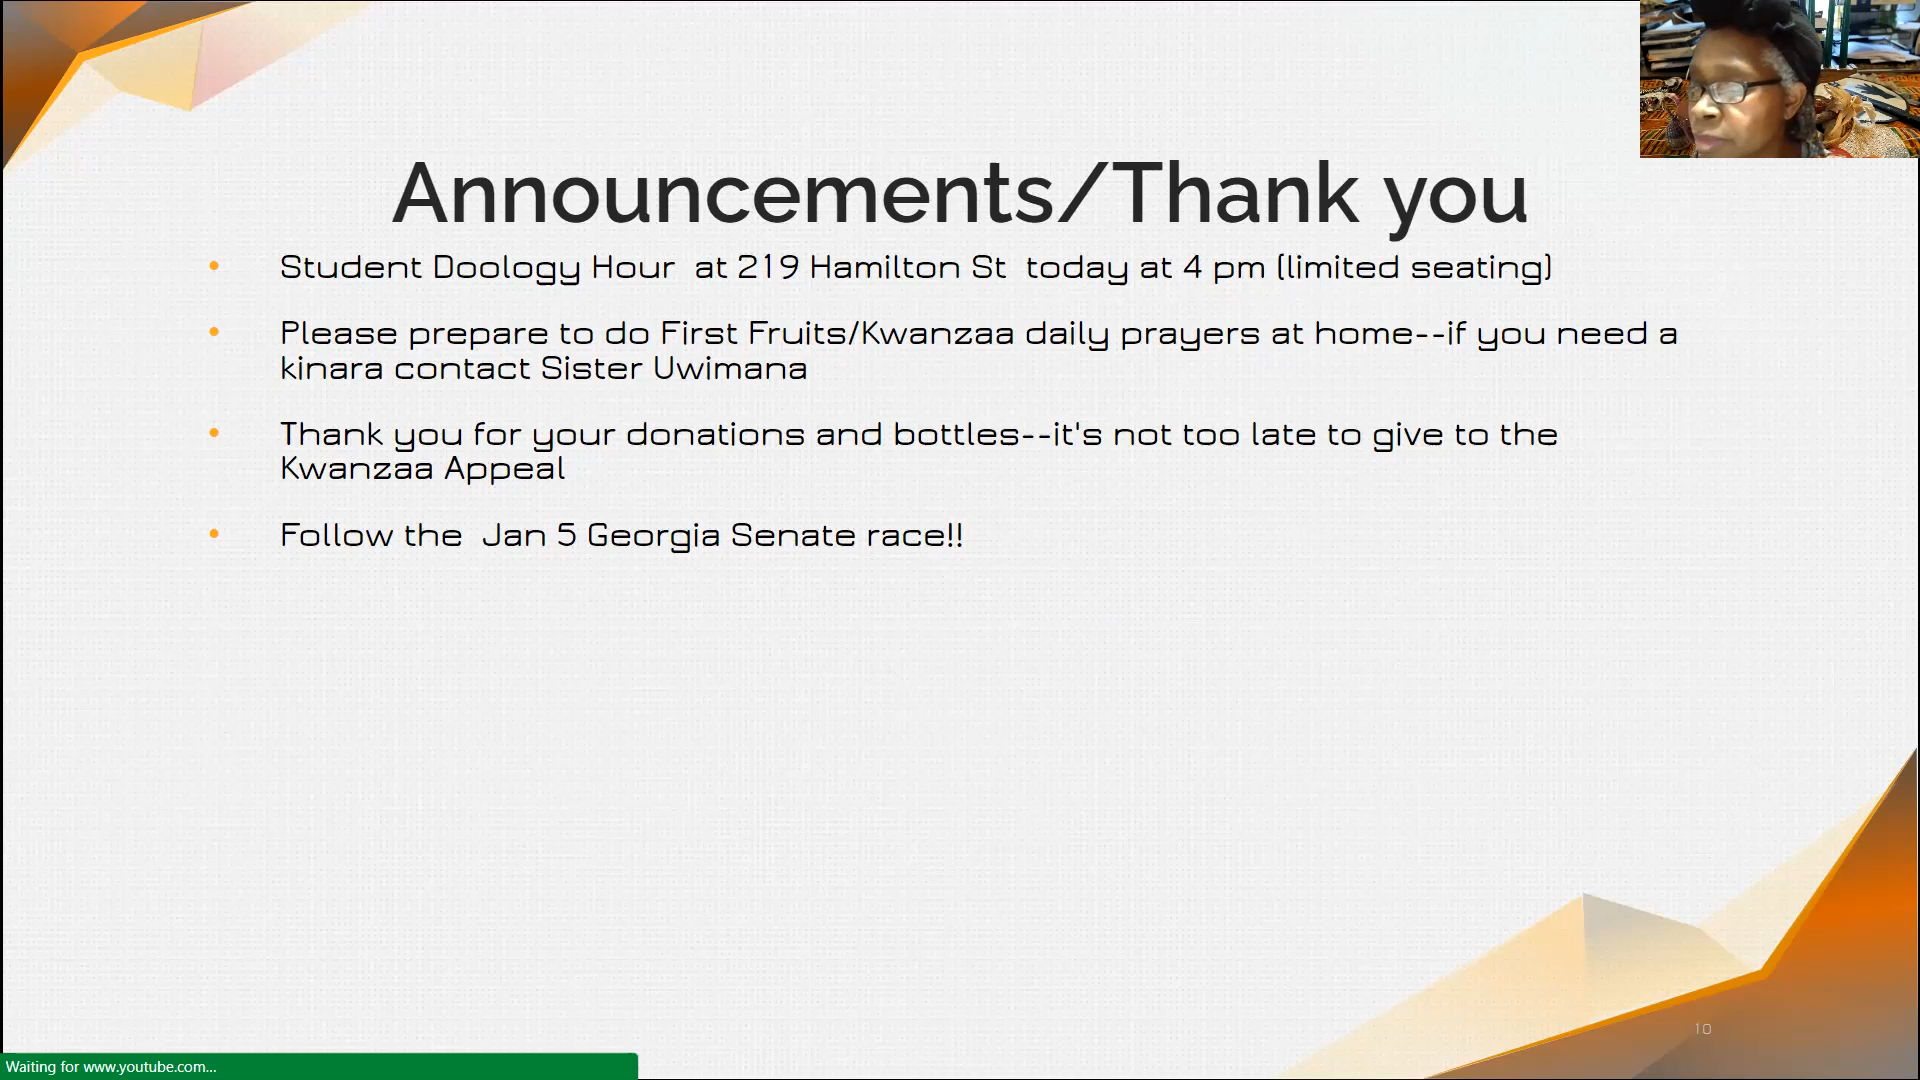 Announcements/Thank you
Student Doology Hour at 219 Hamilton St today at 4 pm (limited seating)
Please prepare to do First Fruits/Kwanzaa daily prayers at home--if you need a
kinara contact Sister Uwimana
Thank you for your donations and bottles--it's not too late to give to the
Kwanzaa Appeal
Follow the Jan 5 Georgia Senate race!!
10
Waiting for www.youtube.com...